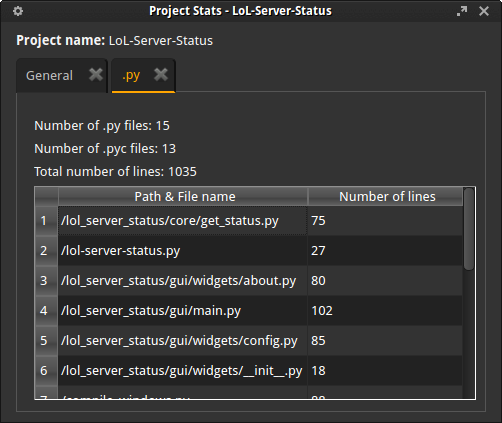 Project Stats - LoL-Server-Status
Project name: LoL-Server-Status
General .py
Number of .py files: 15
Number of .pyc files: 13
Total number of lines: 1035
Path & File name Number of lines
1 /lol_server_status/core/get_status.py 75
2 /lol-server-status.py 27
3 /lol_server_status/gui/widgets/about.py 80
4 /lol_server_status/gui/main.py 102
5 /lol_server_status/gui/widgets/config.py 85
6 /lol_server_status/gui/widgets/__init__.py 18